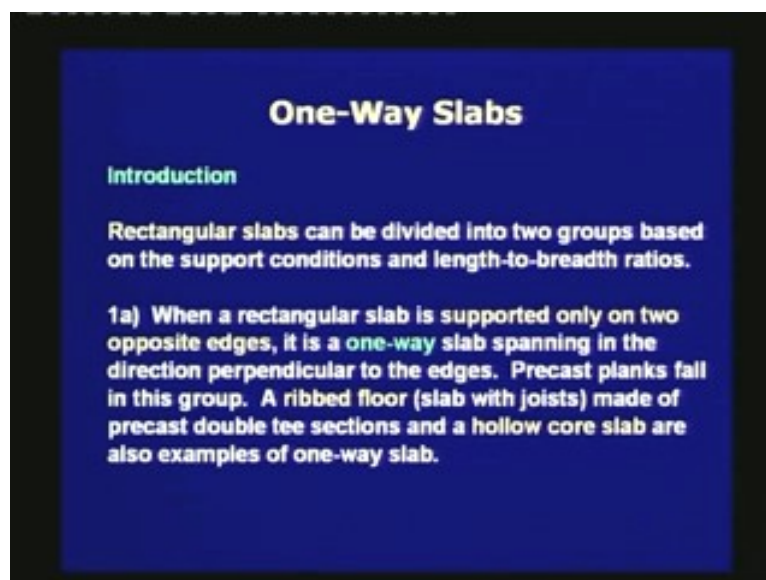 One-Way Slabs
Introduction
Rectangular slabs can be divided into two groups based
on the support conditions and length-to-breadth ratios.
1a) When a rectangular slab is supported only on two
opposite edges, it is a one-way slab spanning in the
direction perpendicular to the edges. Precast planks fall
in this group. A ribbed floor (slab with joists) made of
precast double tee sections and a hollow core slab are
also examples of one-way slab.